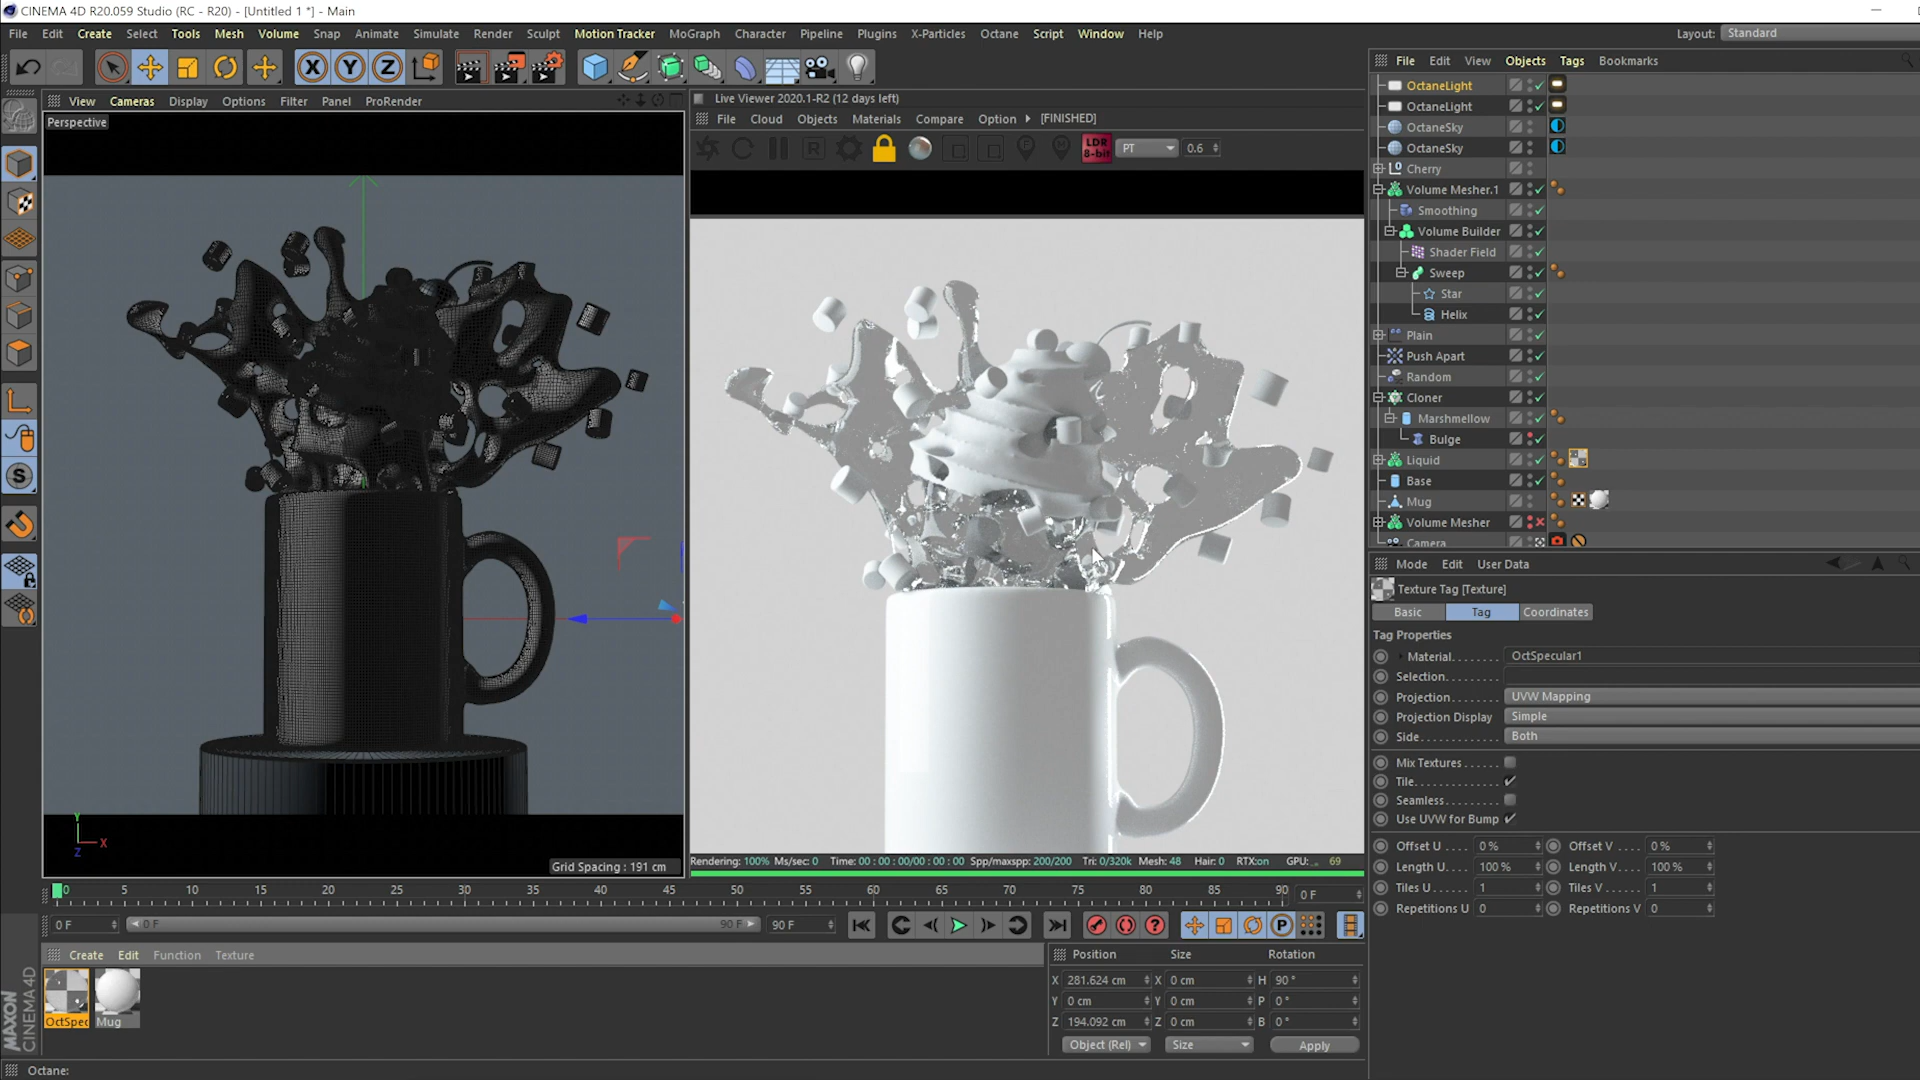 CINEMA 4D R20.059 Studio (RC - R20) - [Untitled 1 *] - Main
File Edit Create Select Tools Mesh Volume Snap Animate Simulate Render Sculpt Motion Tracker MoGraph Character Pipeline Plugins X-Particles Octane Script Window Help
Layout: Standard
X Y Z
View Cameras Display Options Filter Panel ProRender
Perspective
Grid Spacing : 191 cm
Y
X
Z
Live Viewer 2020.1-R2 (12 days left)
File Cloud Objects Materials Compare Option [FINISHED]
R LDR 8-bit PT 0.6
Rendering: 100% Ms/sec: 0 Time: 00 : 00 : 00/00 : 00 : 00 Spp/maxspp: 200/200 Tri: 0/320k Mesh: 48 Hair: 0 RTX:on GPU: 69
File Edit View Objects Tags Bookmarks
OctaneLight
OctaneLight
OctaneSky
OctaneSky
Cherry
Volume Mesher.1
Smoothing
Volume Builder
Shader Field
Sweep
Star
Helix
Plain
Push Apart
Random
Cloner
Marshmellow
Bulge
Liquid
Base
Mug
Volume Mesher
Camera
Mode Edit User Data
Texture Tag [Texture]
Basic Tag Coordinates
Tag Properties
Material. . . . . . . . OctSpecular1
Selection. . . . . . . .
Projection. . . . . . . UVW Mapping
Projection Display Simple
Side. . . . . . . . . . . . Both
Mix Textures . . . . . .
Tile. . . . . . . . . . . . . .
Seamless. . . . . . . . .
Use UVW for Bump
Offset U . . . . 0 % Offset V . . . . 0 %
Length U. . . . 100 % Length V . . . 100 %
Tiles U . . . . . . 1 Tiles V . . . . . . 1
Repetitions U 0 Repetitions V 0
0 5 10 15 20 25 30 35 40 45 50 55 60 65 70 75 80 85 90 0 F
0 F 0 F 90 F 90 F
P
S
Create Edit Function Texture
OctSpec Mug
Position Size Rotation
X 281.624 cm X 0 cm H 90 °
Y 0 cm Y 0 cm P 0 °
Z 194.092 cm Z 0 cm B 0 °
Object (Rel) Size Apply
MAXON
CINEMA 4D
Octane: